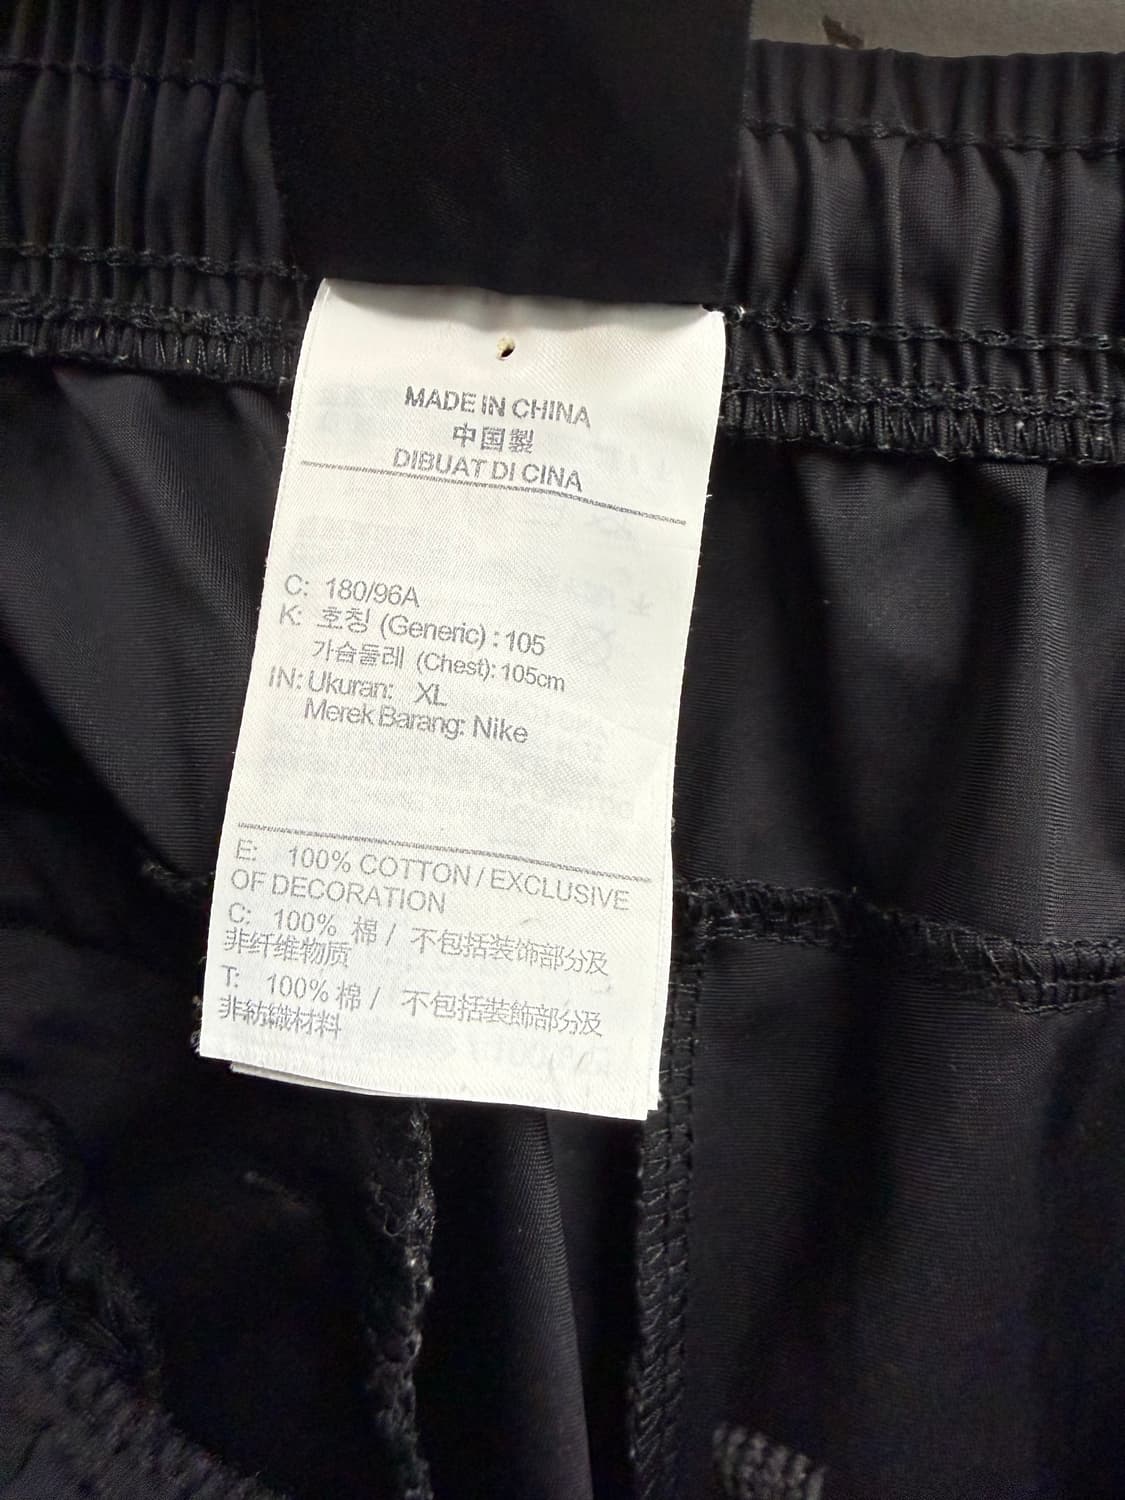 MADE IN CHINA
中国製
DIBUAT DI CINA
C: 180/96A
K: 호칭 (Generic) : 105
가슴둘레 (Chest): 105cm
IN: Ukuran: XL
Merek Barang: Nike
E: 100% COTTON / EXCLUSIVE
OF DECORATION
C: 100% 棉 / 不包括装饰部分及
非纤维物质
T: 100% 棉 / 不包括裝飾部分及
非紡織材料